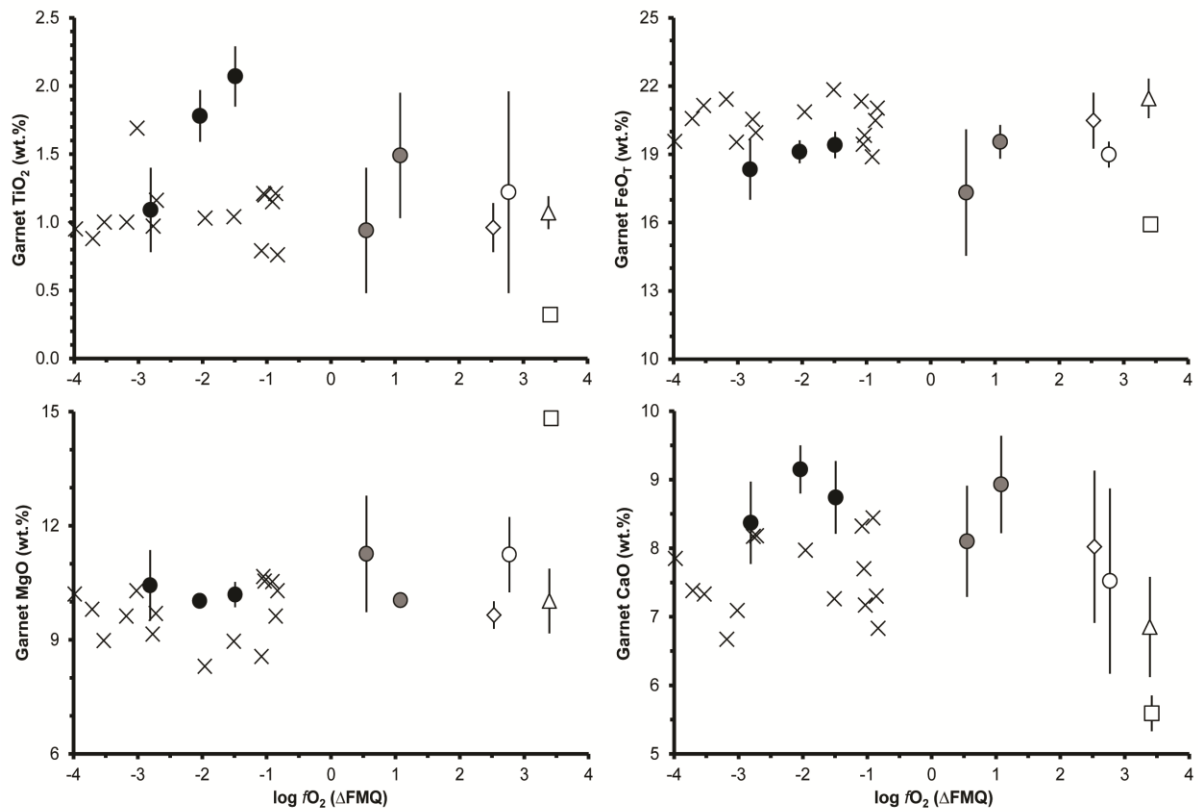 2.5
2.0
1.5
1.0
0.5
0.0
Garnet TiO2 (wt.%)
-4 -3 -2 -1 0 1 2 3 4
25
22
19
16
13
10
Garnet FeOT (wt.%)
-4 -3 -2 -1 0 1 2 3 4
15
12
9
6
Garnet MgO (wt.%)
-4 -3 -2 -1 0 1 2 3 4
log fO2 (ΔFMQ)
10
9
8
7
6
5
Garnet CaO (wt.%)
-4 -3 -2 -1 0 1 2 3 4
log fO2 (ΔFMQ)